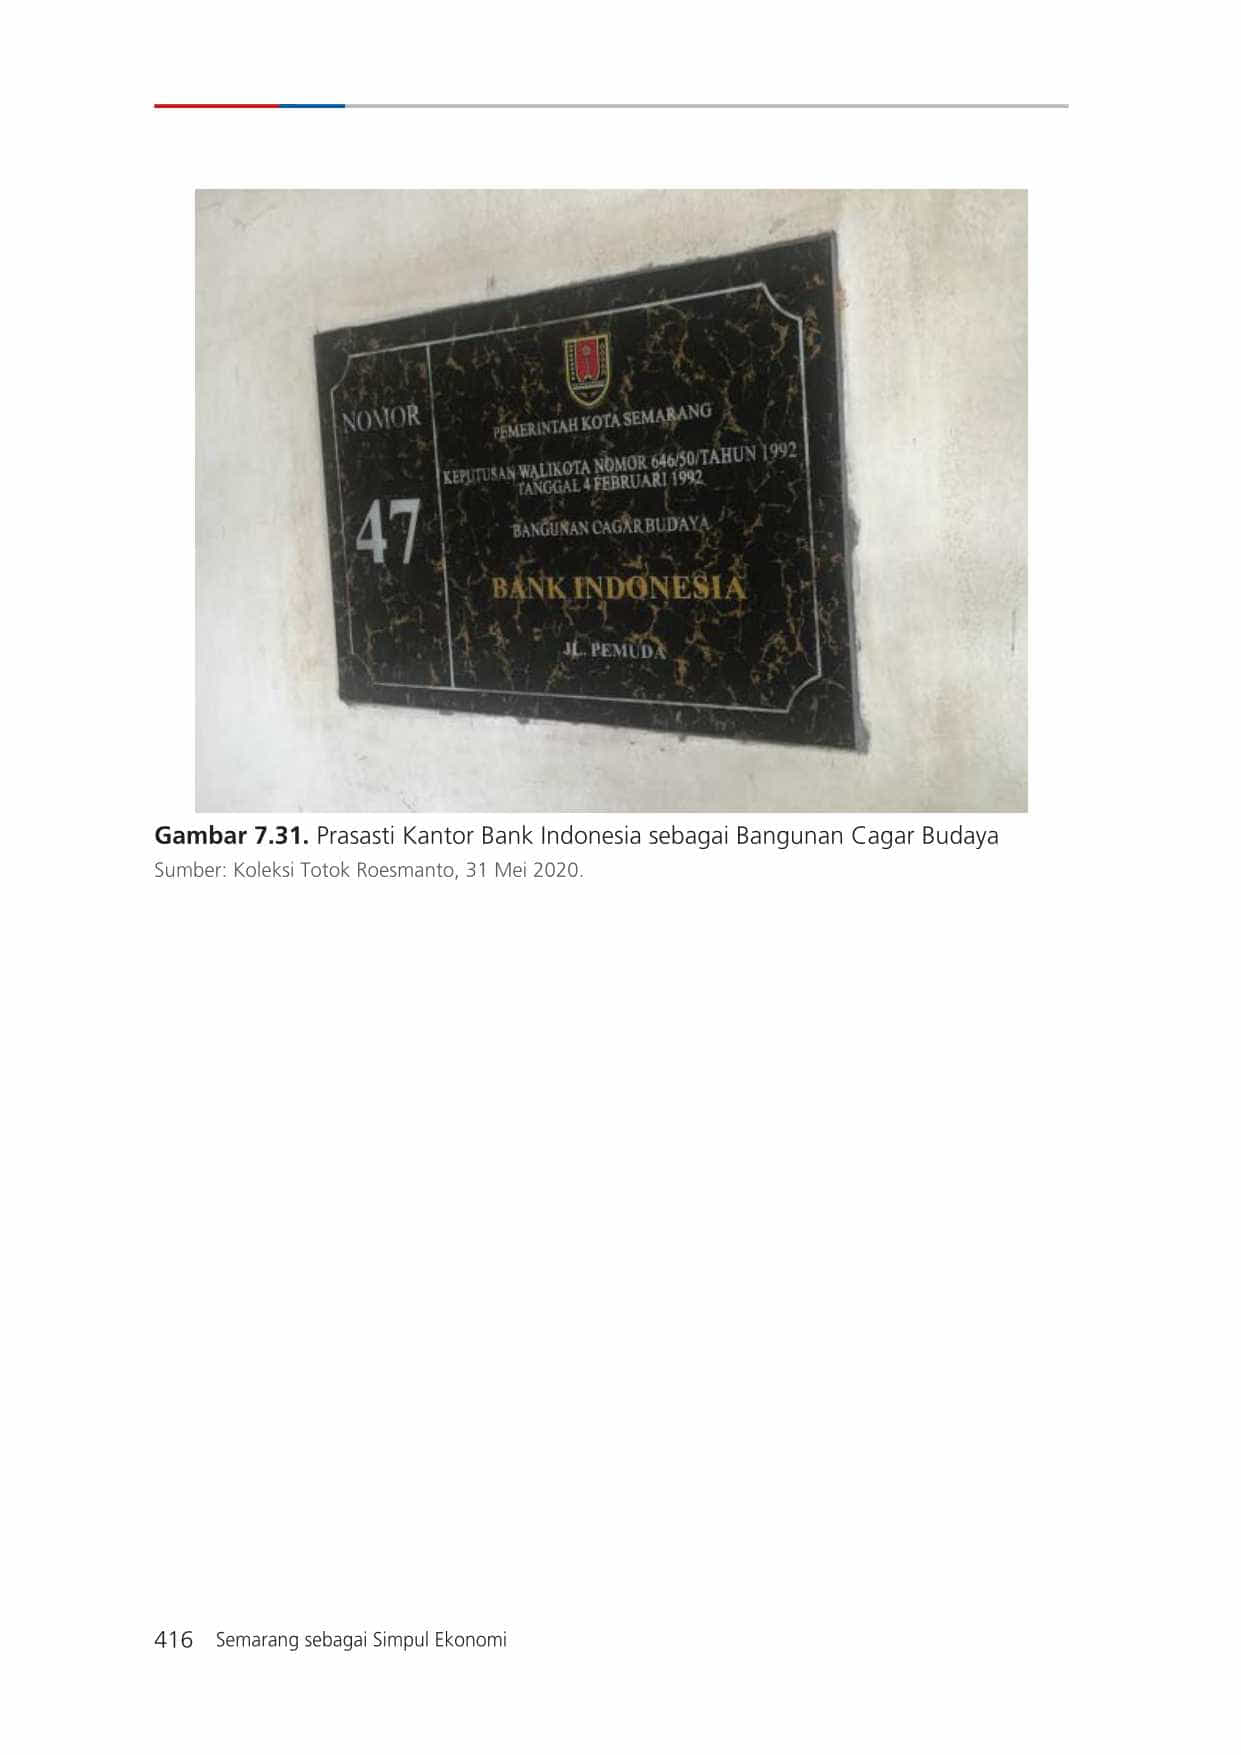 NOMOR
47
PEMERINTAH KOTA SEMARANG
KEPUTUSAN WALIKOTA NOMOR 646/50/TAHUN 1992
TANGGAL 4 FEBRUARI 1992
BANGUNAN CAGAR BUDAYA
BANK INDONESIA
JL. PEMUDA
Gambar 7.31. Prasasti Kantor Bank Indonesia sebagai Bangunan Cagar Budaya
Sumber: Koleksi Totok Roesmanto, 31 Mei 2020.
416 Semarang sebagai Simpul Ekonomi